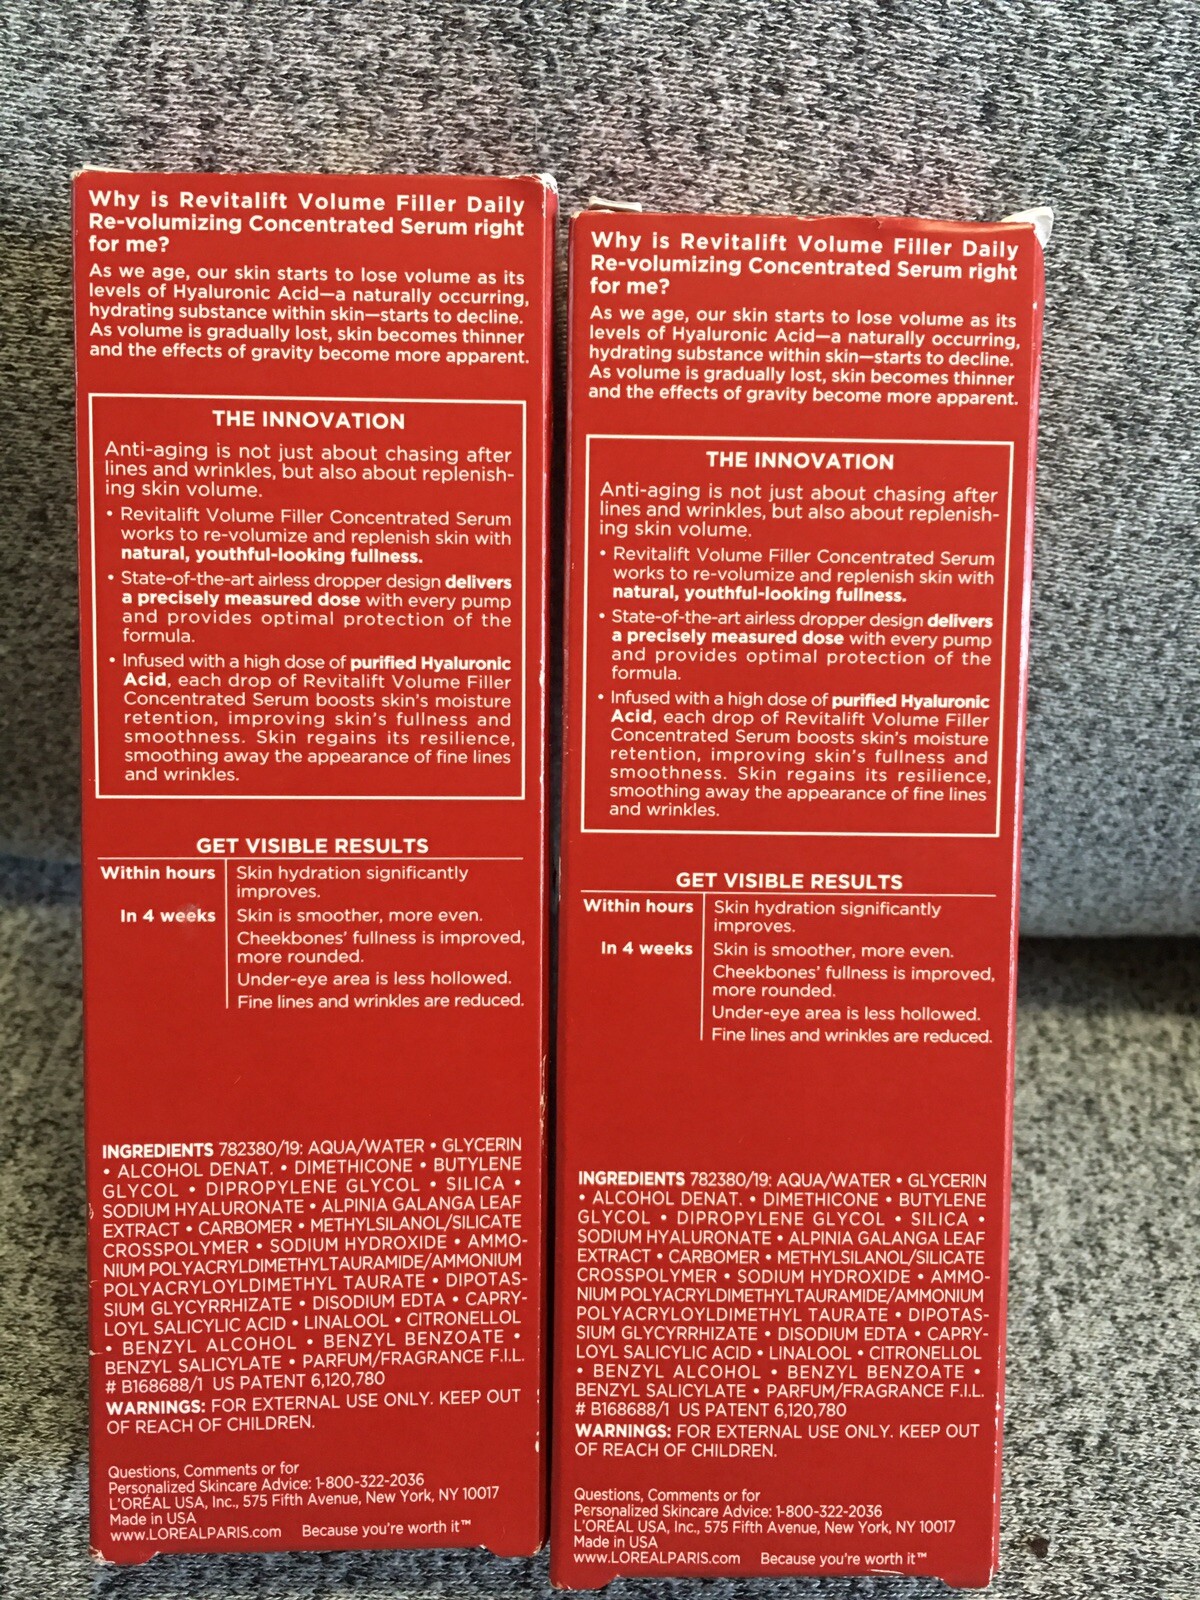 Why is Revitalift Volume Filler Daily
Re-volumizing Concentrated Serum right
for me?
As we age, our skin starts to lose volume as its
levels of Hyaluronic Acid—a naturally occurring,
hydrating substance within skin—starts to decline.
As volume is gradually lost, skin becomes thinner
and the effects of gravity become more apparent.
THE INNOVATION
Anti-aging is not just about chasing after
lines and wrinkles, but also about replenish-
ing skin volume.
• Revitalift Volume Filler Concentrated Serum
works to re-volumize and replenish skin with
natural, youthful-looking fullness.
• State-of-the-art airless dropper design delivers
a precisely measured dose with every pump
and provides optimal protection of the
formula.
• Infused with a high dose of purified Hyaluronic
Acid, each drop of Revitalift Volume Filler
Concentrated Serum boosts skin's moisture
retention, improving skin's fullness and
smoothness. Skin regains its resilience,
smoothing away the appearance of fine lines
and wrinkles.
GET VISIBLE RESULTS
Within hours Skin hydration significantly
improves.
In 4 weeks Skin is smoother, more even.
Cheekbones' fullness is improved,
more rounded.
Under-eye area is less hollowed.
Fine lines and wrinkles are reduced.
INGREDIENTS 782380/19: AQUA/WATER • GLYCERIN
• ALCOHOL DENAT. • DIMETHICONE • BUTYLENE
GLYCOL • DIPROPYLENE GLYCOL • SILICA •
SODIUM HYALURONATE • ALPINIA GALANGA LEAF
EXTRACT • CARBOMER • METHYLSILANOL/SILICATE
CROSSPOLYMER • SODIUM HYDROXIDE • AMMO-
NIUM POLYACRYLDIMETHYLTAURAMIDE/AMMONIUM
POLYACRYLOYLDIMETHYL TAURATE • DIPOTAS-
SIUM GLYCYRRHIZATE • DISODIUM EDTA • CAPRY-
LOYL SALICYLIC ACID • LINALOOL • CITRONELLOL
• BENZYL ALCOHOL • BENZYL BENZOATE •
BENZYL SALICYLATE • PARFUM/FRAGRANCE F.I.L.
# B168688/1 US PATENT 6,120,780
WARNINGS: FOR EXTERNAL USE ONLY. KEEP OUT
OF REACH OF CHILDREN.
Questions, Comments or for
Personalized Skincare Advice: 1-800-322-2036
L'ORÉAL USA, Inc., 575 Fifth Avenue, New York, NY 10017
Made in USA
www.LOREALPARIS.com Because you're worth it™
Why is Revitalift Volume Filler Daily
Re-volumizing Concentrated Serum right
for me?
As we age, our skin starts to lose volume as its
levels of Hyaluronic Acid—a naturally occurring,
hydrating substance within skin—starts to decline.
As volume is gradually lost, skin becomes thinner
and the effects of gravity become more apparent.
THE INNOVATION
Anti-aging is not just about chasing after
lines and wrinkles, but also about replenish-
ing skin volume.
• Revitalift Volume Filler Concentrated Serum
works to re-volumize and replenish skin with
natural, youthful-looking fullness.
• State-of-the-art airless dropper design delivers
a precisely measured dose with every pump
and provides optimal protection of the
formula.
• Infused with a high dose of purified Hyaluronic
Acid, each drop of Revitalift Volume Filler
Concentrated Serum boosts skin's moisture
retention, improving skin's fullness and
smoothness. Skin regains its resilience,
smoothing away the appearance of fine lines
and wrinkles.
GET VISIBLE RESULTS
Within hours Skin hydration significantly
improves.
In 4 weeks Skin is smoother, more even.
Cheekbones' fullness is improved,
more rounded.
Under-eye area is less hollowed.
Fine lines and wrinkles are reduced.
INGREDIENTS 782380/19: AQUA/WATER • GLYCERIN
• ALCOHOL DENAT. • DIMETHICONE • BUTYLENE
GLYCOL • DIPROPYLENE GLYCOL • SILICA •
SODIUM HYALURONATE • ALPINIA GALANGA LEAF
EXTRACT • CARBOMER • METHYLSILANOL/SILICATE
CROSSPOLYMER • SODIUM HYDROXIDE • AMMO-
NIUM POLYACRYLDIMETHYLTAURAMIDE/AMMONIUM
POLYACRYLOYLDIMETHYL TAURATE • DIPOTAS-
SIUM GLYCYRRHIZATE • DISODIUM EDTA • CAPRY-
LOYL SALICYLIC ACID • LINALOOL • CITRONELLOL
• BENZYL ALCOHOL • BENZYL BENZOATE •
BENZYL SALICYLATE • PARFUM/FRAGRANCE F.I.L.
# B168688/1 US PATENT 6,120,780
WARNINGS: FOR EXTERNAL USE ONLY. KEEP OUT
OF REACH OF CHILDREN.
Questions, Comments or for
Personalized Skincare Advice: 1-800-322-2036
L'ORÉAL USA, Inc., 575 Fifth Avenue, New York, NY 10017
Made in USA
www.LOREALPARIS.com Because you're worth it™